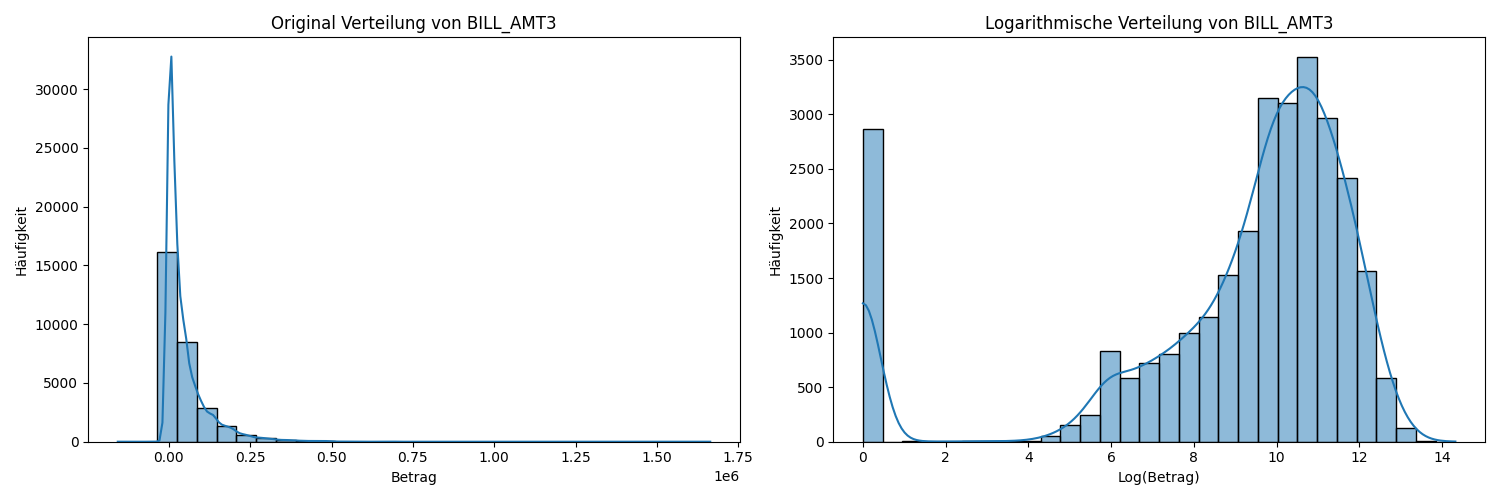 Original Verteilung von BILL_AMT3
Häufigkeit
30000
25000
20000
15000
10000
5000
0
0.00 0.25 0.50 0.75 1.00 1.25 1.50 1.75
1e6
Betrag
Logarithmische Verteilung von BILL_AMT3
Häufigkeit
3500
3000
2500
2000
1500
1000
500
0
0 2 4 6 8 10 12 14
Log(Betrag)